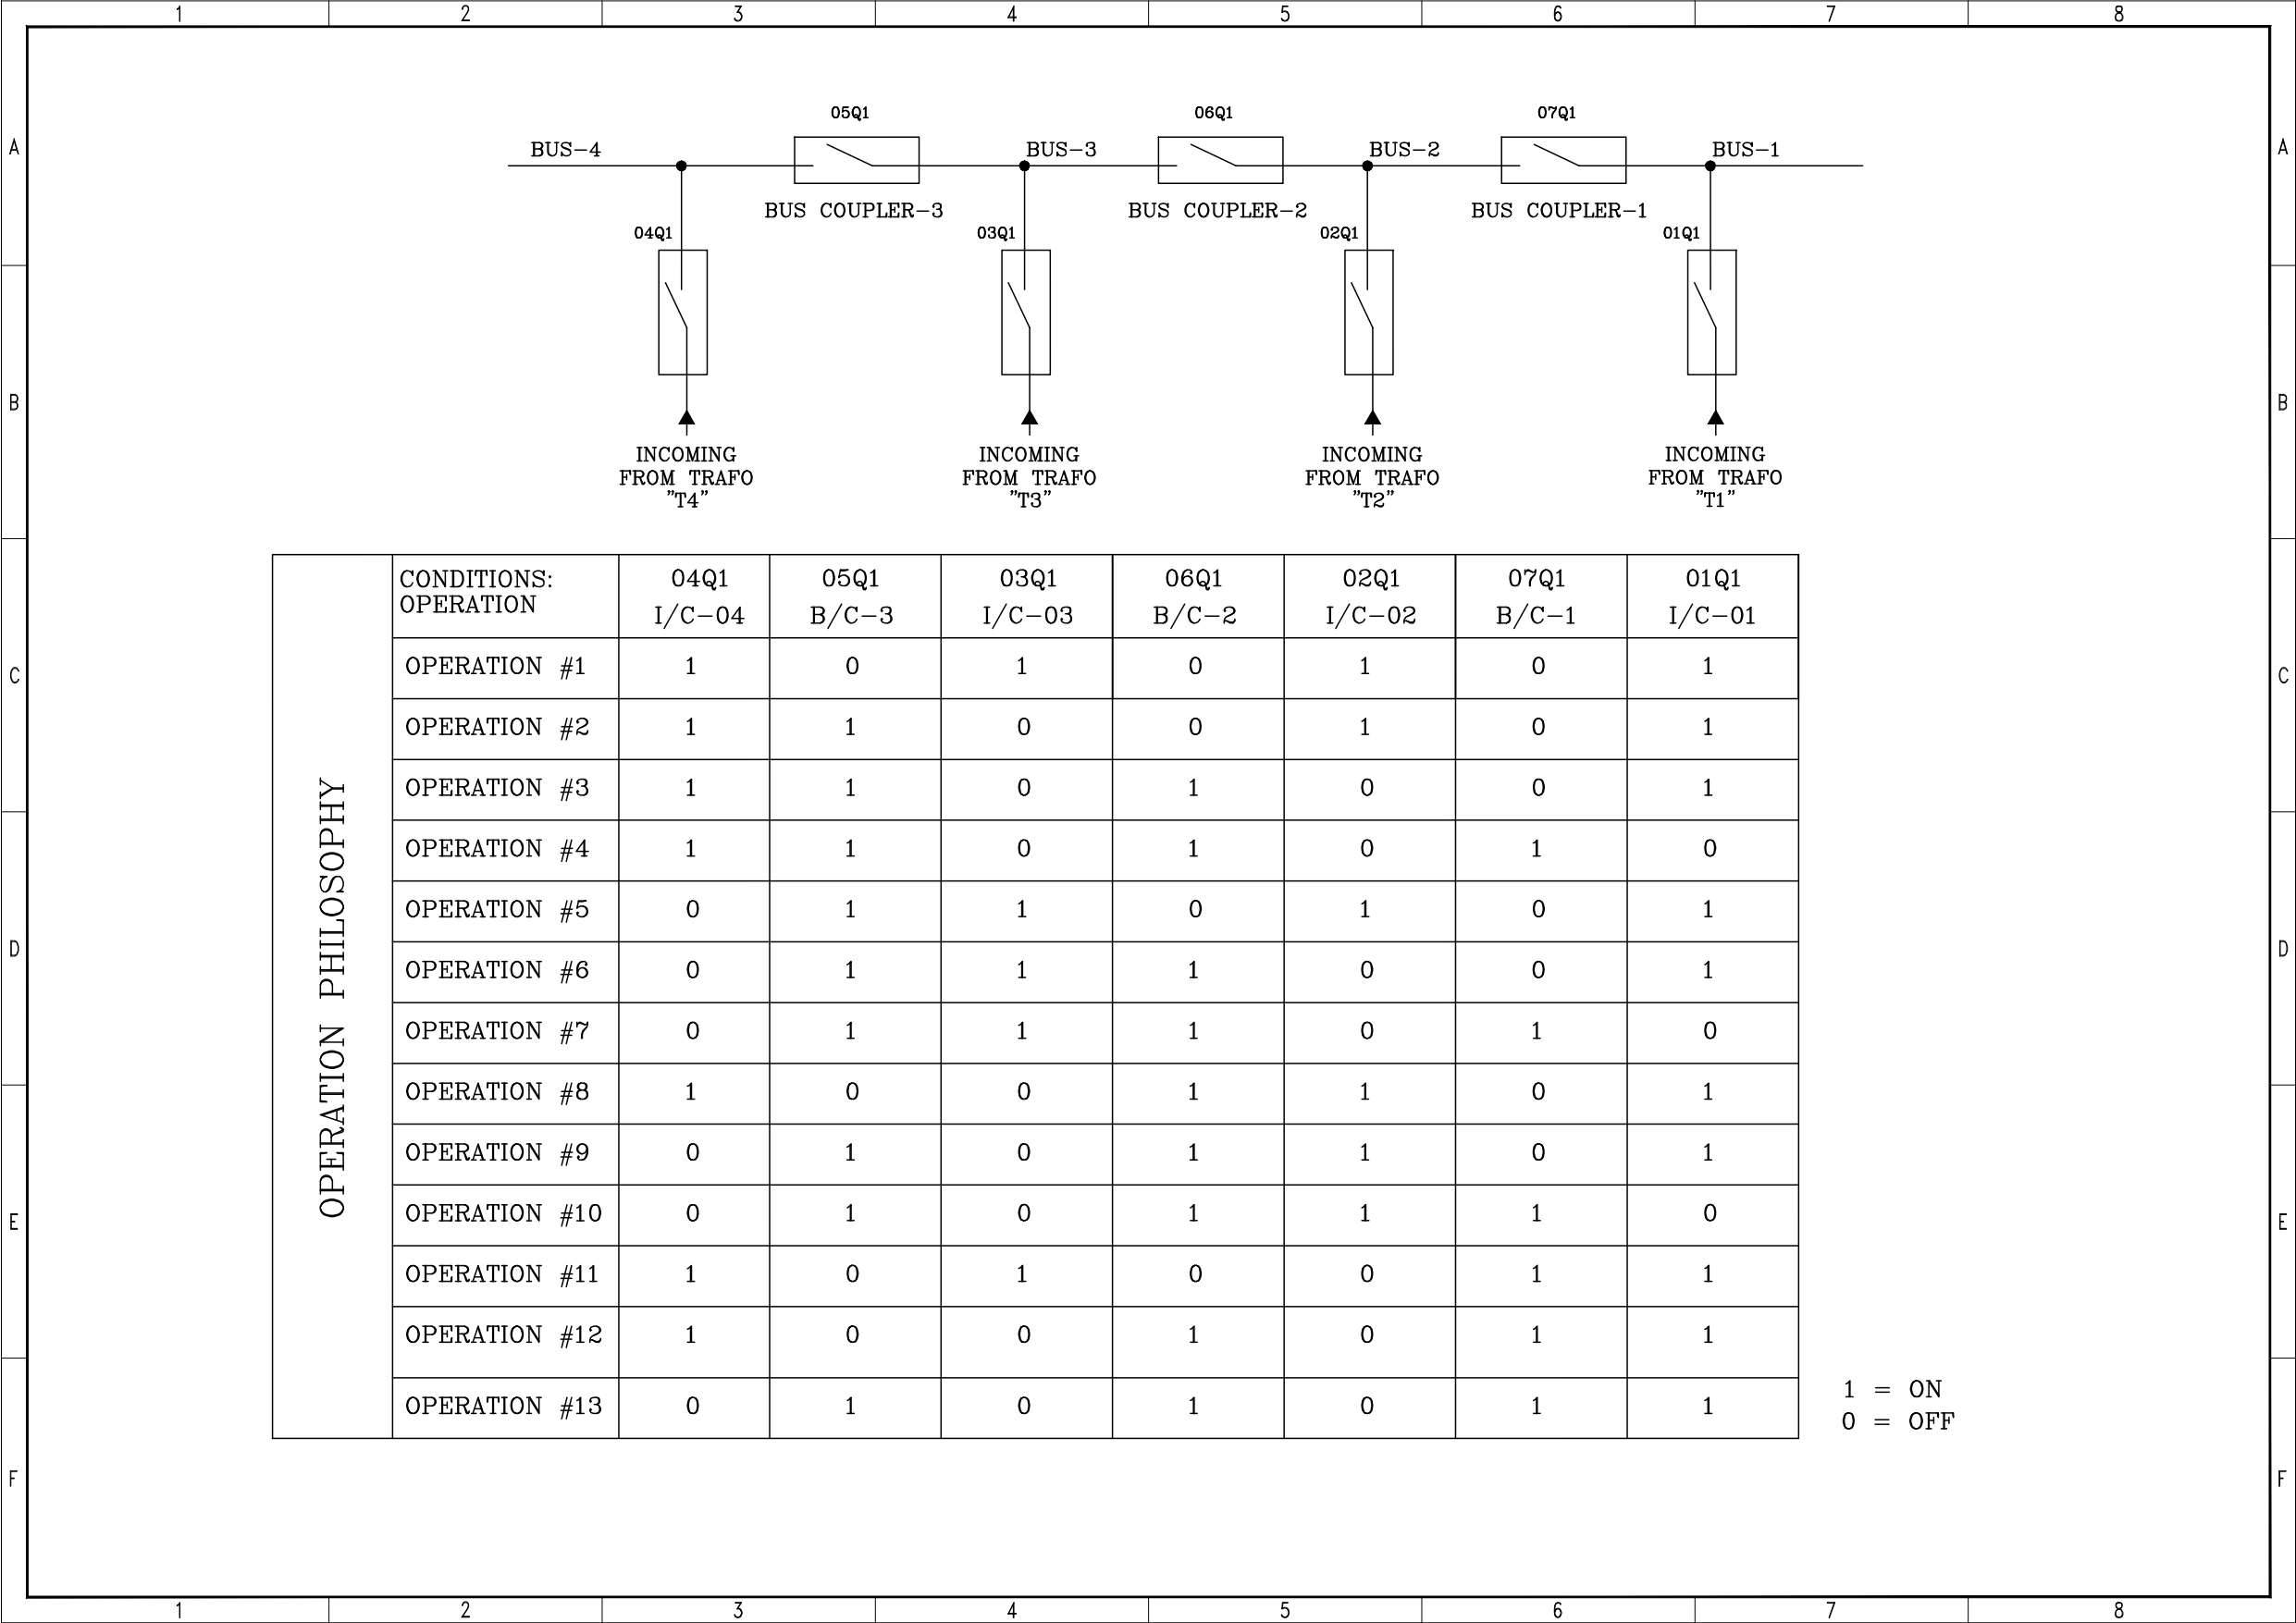 1 2 3 4 5 6 7 8
05Q1 06Q1 07Q1
A BUS-4 BUS-3 BUS-2 BUS-1 A
BUS COUPLER-3 BUS COUPLER-2 BUS COUPLER-1
04Q1 03Q1 02Q1 01Q1
B B
INCOMING INCOMING INCOMING INCOMING
FROM TRAFO FROM TRAFO FROM TRAFO FROM TRAFO
"T4" "T3" "T2" "T1"
CONDITIONS: 04Q1 05Q1 03Q1 06Q1 02Q1 07Q1 01Q1
OPERATION I/C-04 B/C-3 I/C-03 B/C-2 I/C-02 B/C-1 I/C-01
C OPERATION #1 1 0 1 0 1 0 1 C
OPERATION #2 1 1 0 0 1 0 1
OPERATION #3 1 1 0 1 0 0 1
OPERATION #4 1 1 0 1 0 1 0
OPERATION #5 0 1 1 0 1 0 1
D D
OPERATION #6 0 1 1 1 0 0 1
OPERATION PHILOSOPHY
OPERATION #7 0 1 1 1 0 1 0
OPERATION #8 1 0 0 1 1 0 1
OPERATION #9 0 1 0 1 1 0 1
OPERATION #10 0 1 0 1 1 1 0
E E
OPERATION #11 1 0 1 0 0 1 1
OPERATION #12 1 0 0 1 0 1 1
1 = ON
OPERATION #13 0 1 0 1 0 1 1
0 = OFF
F F
1 2 3 4 5 6 7 8